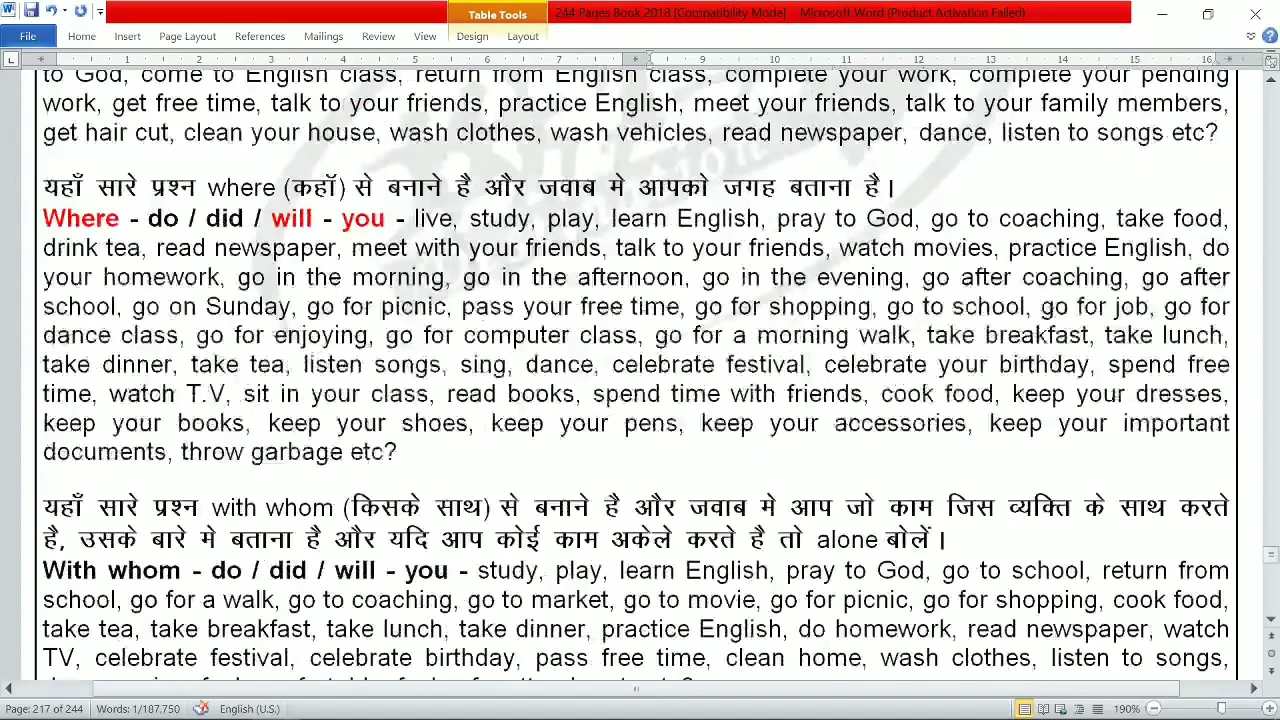 Table Tools
244 Pages Book 2018 [Compatibility Mode] - Microsoft Word (Product Activation Failed)
File Home Insert Page Layout References Mailings Review View Design Layout
1 2 3 4 5 6 7 9 10 11 12 13 14 15 16
to God, come to English class, return from English class, complete your work, complete your pending
work, get free time, talk to your friends, practice English, meet your friends, talk to your family members,
get hair cut, clean your house, wash clothes, wash vehicles, read newspaper, dance, listen to songs etc?
यहाँ सारे प्रश्न where (कहॉ) से बनाने है और जवाब मे आपको जगह बताना है।
Where - do / did / will - you - live, study, play, learn English, pray to God, go to coaching, take food,
drink tea, read newspaper, meet with your friends, talk to your friends, watch movies, practice English, do
your homework, go in the morning, go in the afternoon, go in the evening, go after coaching, go after
school, go on Sunday, go for picnic, pass your free time, go for shopping, go to school, go for job, go for
dance class, go for enjoying, go for computer class, go for a morning walk, take breakfast, take lunch,
take dinner, take tea, listen songs, sing, dance, celebrate festival, celebrate your birthday, spend free
time, watch T.V, sit in your class, read books, spend time with friends, cook food, keep your dresses,
keep your books, keep your shoes, keep your pens, keep your accessories, keep your important
documents, throw garbage etc?
यहाँ सारे प्रश्न with whom (किसके साथ) से बनाने है और जवाब मे आप जो काम जिस व्यक्ति के साथ करते
है, उसके बारे मे बताना है और यदि आप कोई काम अकेले करते है तो alone बोलें।
With whom - do / did / will - you - study, play, learn English, pray to God, go to school, return from
school, go for a walk, go to coaching, go to market, go to movie, go for picnic, go for shopping, cook food,
take tea, take breakfast, take lunch, take dinner, practice English, do homework, read newspaper, watch
TV, celebrate festival, celebrate birthday, pass free time, clean home, wash clothes, listen to songs,
Page: 217 of 244 Words: 1/187,750 English (U.S.) 190%